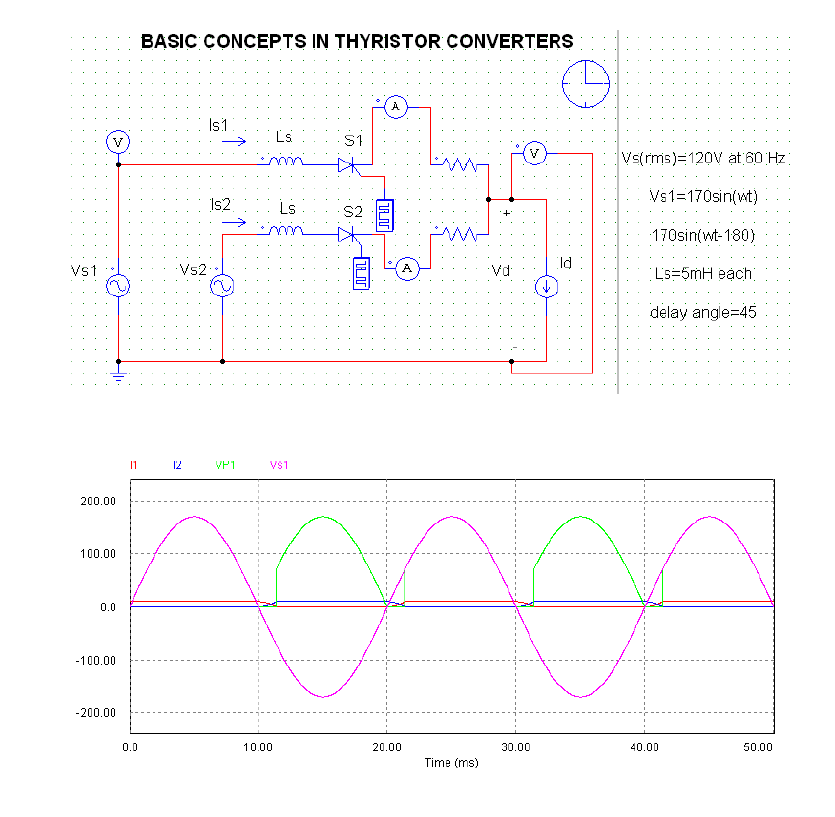 BASIC CONCEPTS IN THYRISTOR CONVERTERS
A
Is1
Ls
S1
V
V
Vs(rms)=120V at 60 Hz
Is2
Ls
S2
Vs1=170sin(wt)
+
170sin(wt-180)
Vs1
Vs2
A
Vd
Id
Ls=5mH each
delay angle=45
-
I1 I2 VP1 Vs1
200.00
100.00
0.0
-100.00
-200.00
0.0 10.00 20.00 30.00 40.00 50.00
Time (ms)